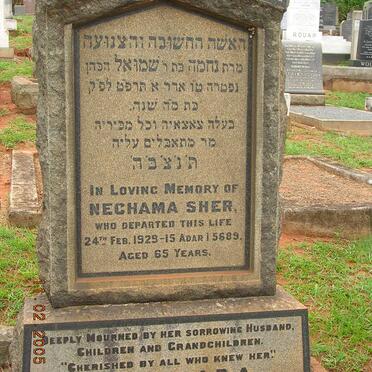 האשה החשובה והצנועה
מרת נחמה בת ר שמואל הכהן
נפטרה טו אדר א תרפט לפ"ק
בת סה שנה.
בעלה צאצאיה וכל מכיריה
מר מתאבלים עליה
ת'נ'צ'ב'ה
In Loving Memory of
Nechama Sher,
who departed this life
24th Feb. 1929–15 Adar I 5689.
Aged 65 Years.
Deeply Mourned by her sorrowing Husband,
Children and Grandchildren.
"Cherished by all who knew her."
ROUAR
02 2005